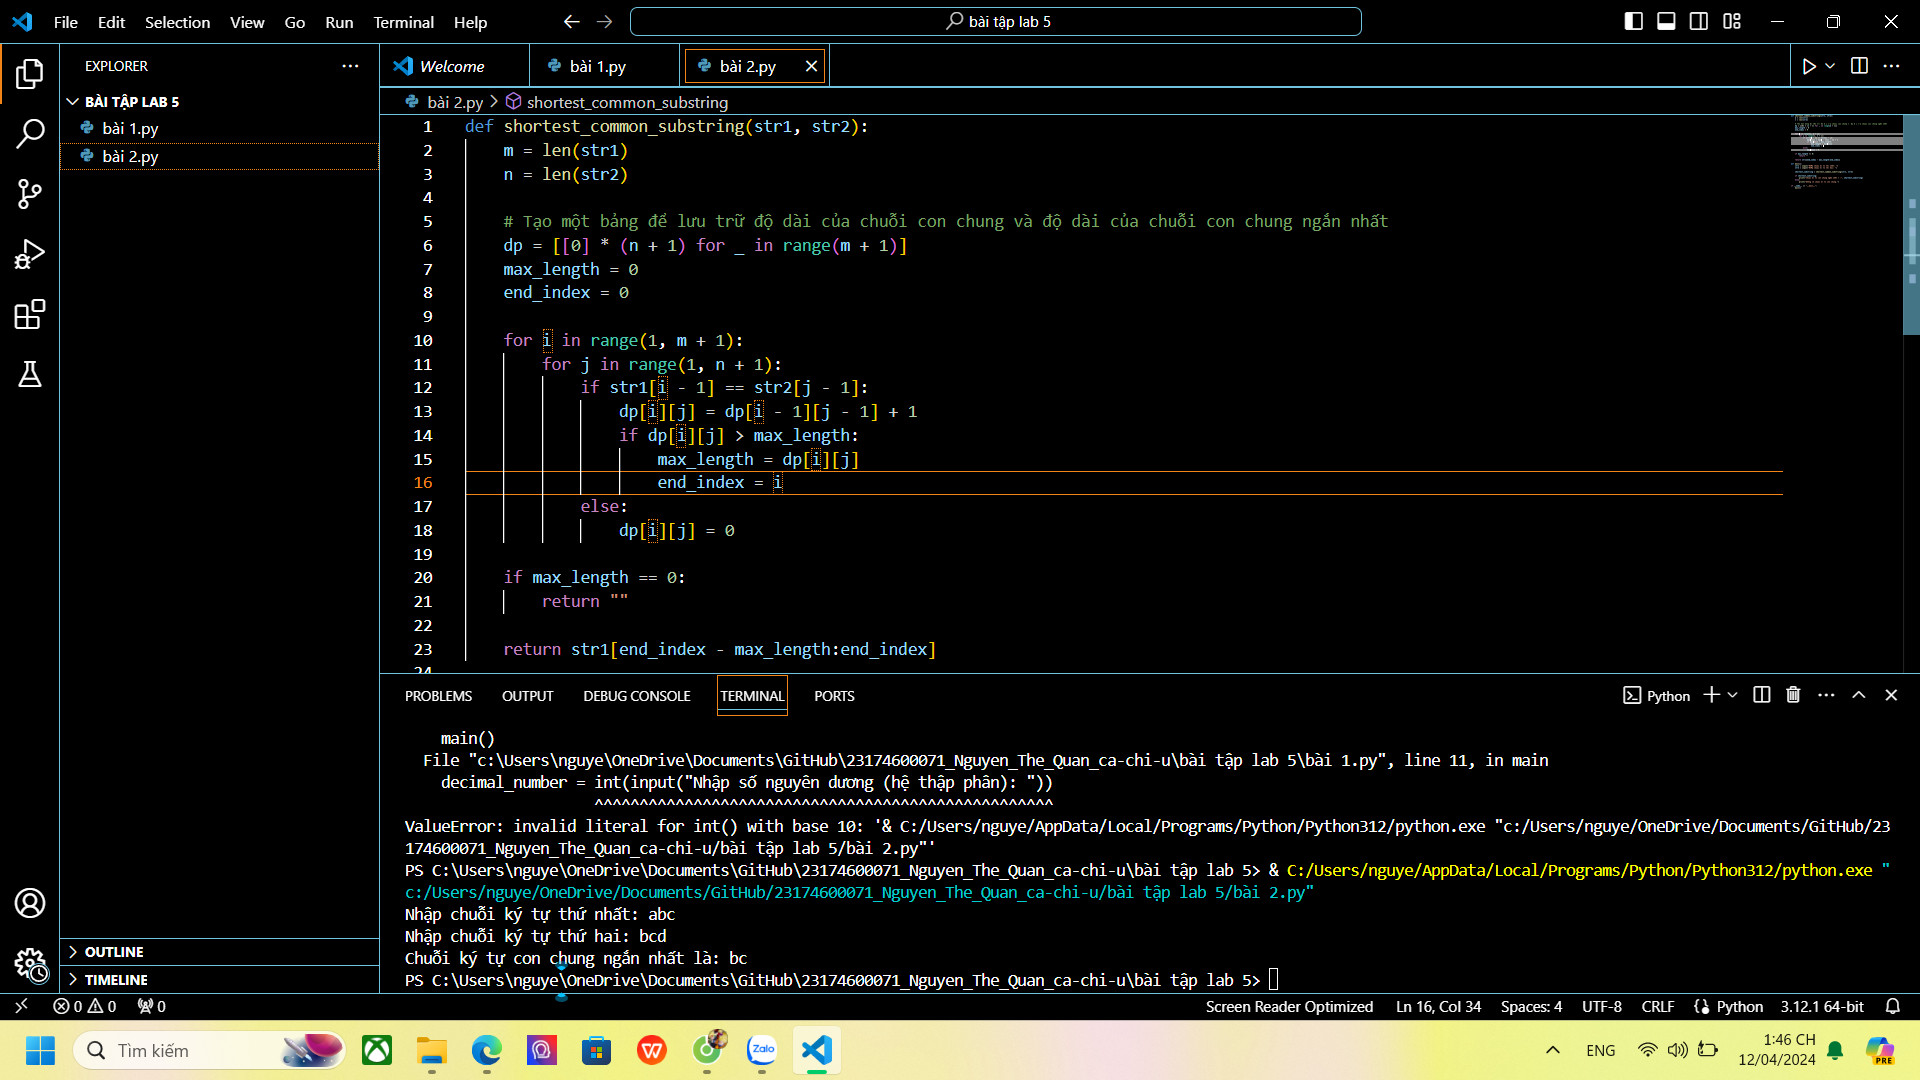 File Edit Selection View Go Run Terminal Help
bài tập lab 5
EXPLORER
BÀI TẬP LAB 5
bài 1.py
bài 2.py
OUTLINE
TIMELINE
Welcome
bài 1.py
bài 2.py
bài 2.py > shortest_common_substring
1 def shortest_common_substring(str1, str2):
2 m = len(str1)
3 n = len(str2)
4
5 # Tạo một bảng để lưu trữ độ dài của chuỗi con chung và độ dài của chuỗi con chung ngắn nhất
6 dp = [[0] * (n + 1) for _ in range(m + 1)]
7 max_length = 0
8 end_index = 0
9
10 for i in range(1, m + 1):
11 for j in range(1, n + 1):
12 if str1[i - 1] == str2[j - 1]:
13 dp[i][j] = dp[i - 1][j - 1] + 1
14 if dp[i][j] > max_length:
15 max_length = dp[i][j]
16 end_index = i
17 else:
18 dp[i][j] = 0
19
20 if max_length == 0:
21 return ""
22
23 return str1[end_index - max_length:end_index]
24
PROBLEMS OUTPUT DEBUG CONSOLE TERMINAL PORTS
Python
main()
File "c:\Users\nguye\OneDrive\Documents\GitHub\23174600071_Nguyen_The_Quan_ca-chi-u\bài tập lab 5\bài 1.py", line 11, in main
decimal_number = int(input("Nhập số nguyên dương (hệ thập phân): "))
^^^^^^^^^^^^^^^^^^^^^^^^^^^^^^^^^^^^^^^^^^^^^^^^^^^
ValueError: invalid literal for int() with base 10: '& C:/Users/nguye/AppData/Local/Programs/Python/Python312/python.exe "c:/Users/nguye/OneDrive/Documents/GitHub/23
174600071_Nguyen_The_Quan_ca-chi-u/bài tập lab 5/bài 2.py"'
PS C:\Users\nguye\OneDrive\Documents\GitHub\23174600071_Nguyen_The_Quan_ca-chi-u\bài tập lab 5> & C:/Users/nguye/AppData/Local/Programs/Python/Python312/python.exe "
c:/Users/nguye/OneDrive/Documents/GitHub/23174600071_Nguyen_The_Quan_ca-chi-u/bài tập lab 5/bài 2.py"
Nhập chuỗi ký tự thứ nhất: abc
Nhập chuỗi ký tự thứ hai: bcd
Chuỗi ký tự con chung ngắn nhất là: bc
PS C:\Users\nguye\OneDrive\Documents\GitHub\23174600071_Nguyen_The_Quan_ca-chi-u\bài tập lab 5>
0 0 0
Screen Reader Optimized Ln 16, Col 34 Spaces: 4 UTF-8 CRLF Python 3.12.1 64-bit
Tìm kiếm
Zalo
ENG
1:46 CH
12/04/2024
PRE